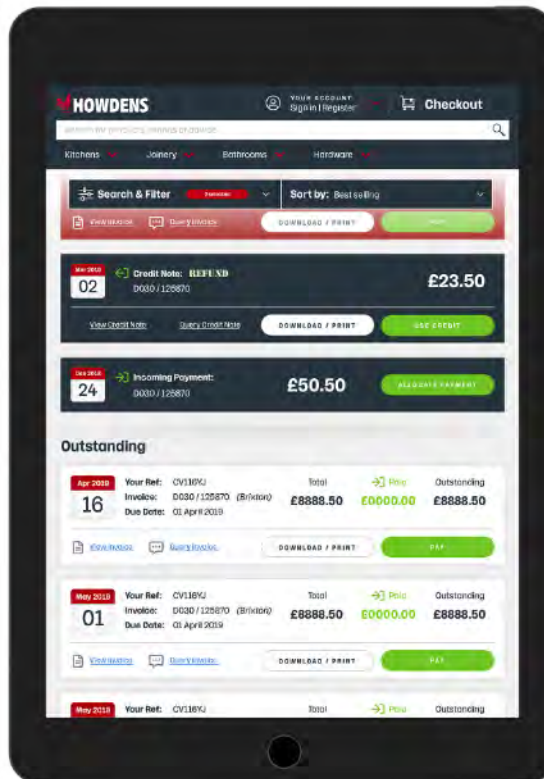 HOWDENS
YOUR ACCOUNT
Sign in | Register
Checkout
Kitchens
Joinery
Bathrooms
Hardware
Search & Filter
Sort by: Best selling
View Invoice
Query Invoice
DOWNLOAD / PRINT
Mar 2019
02
Credit Note: REFUND
D030 / 125870
£23.50
View Credit Note
Query Credit Note
DOWNLOAD / PRINT
USE CREDIT
24
Incoming Payment:
D030 / 125870
£50.50
ALLOCATE PAYMENT
Outstanding
Apr 2019
16
Your Ref: CV116YJ
Invoice: D030 / 125870 (Brixton)
Due Date: 01 April 2019
Total
£8888.50
Paid
£0000.00
Outstanding
£8888.50
View Invoice
Query Invoice
DOWNLOAD / PRINT
PAY
May 2019
01
Your Ref: CV116YJ
Invoice: D030 / 125870 (Brixton)
Due Date: 01 April 2019
Total
£8888.50
Paid
£0000.00
Outstanding
£8888.50
View Invoice
Query Invoice
DOWNLOAD / PRINT
PAY
May 2019
Your Ref: CV116YJ
Total
Paid
Outstanding